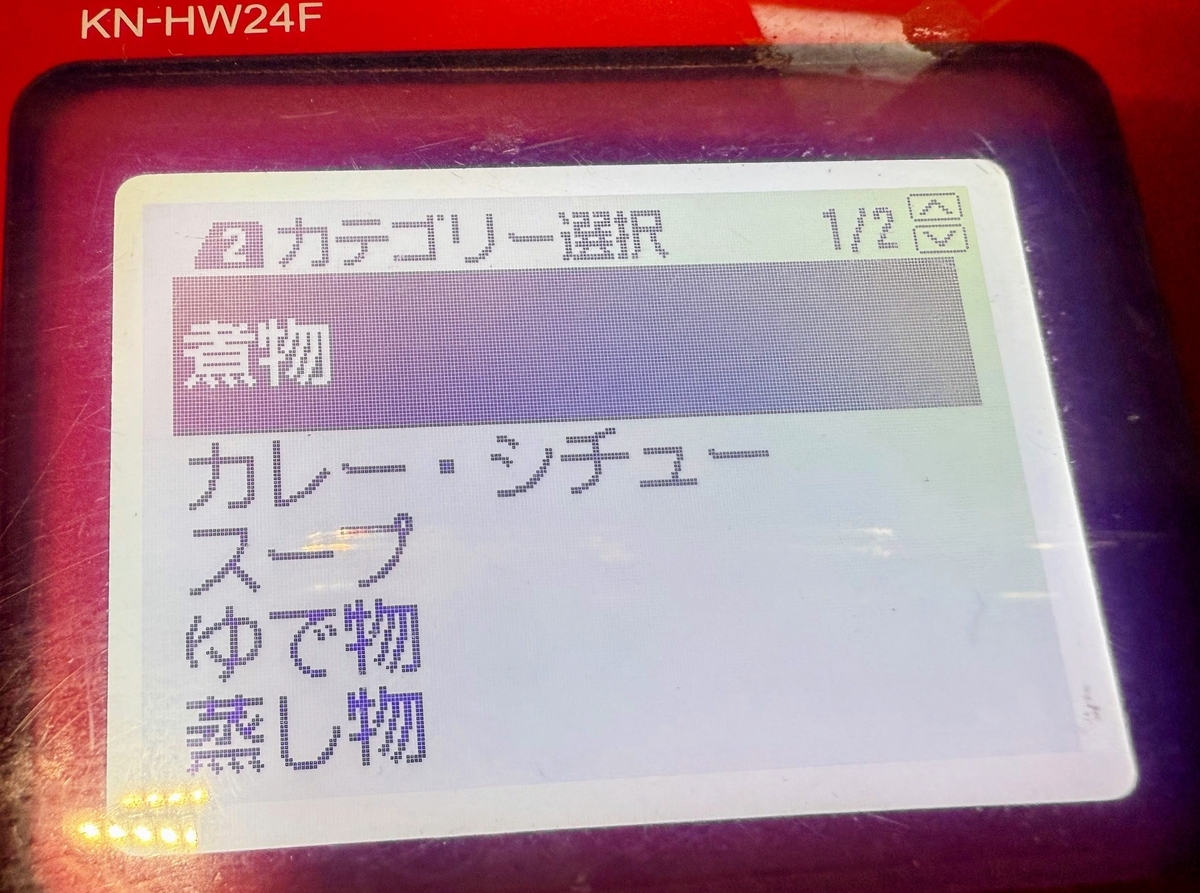 KN-HW24F
2 カテゴリー選択 1/2
煮物
カレー・シチュー
スープ
ゆで物
蒸し物